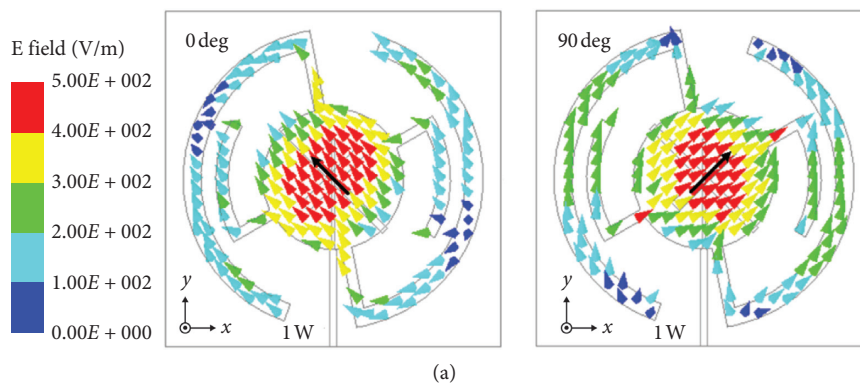 E field (V/m)
5.00E + 002
4.00E + 002
3.00E + 002
2.00E + 002
1.00E + 002
0.00E + 000
0 deg
y
x
1 W
90 deg
y
x
1 W
(a)